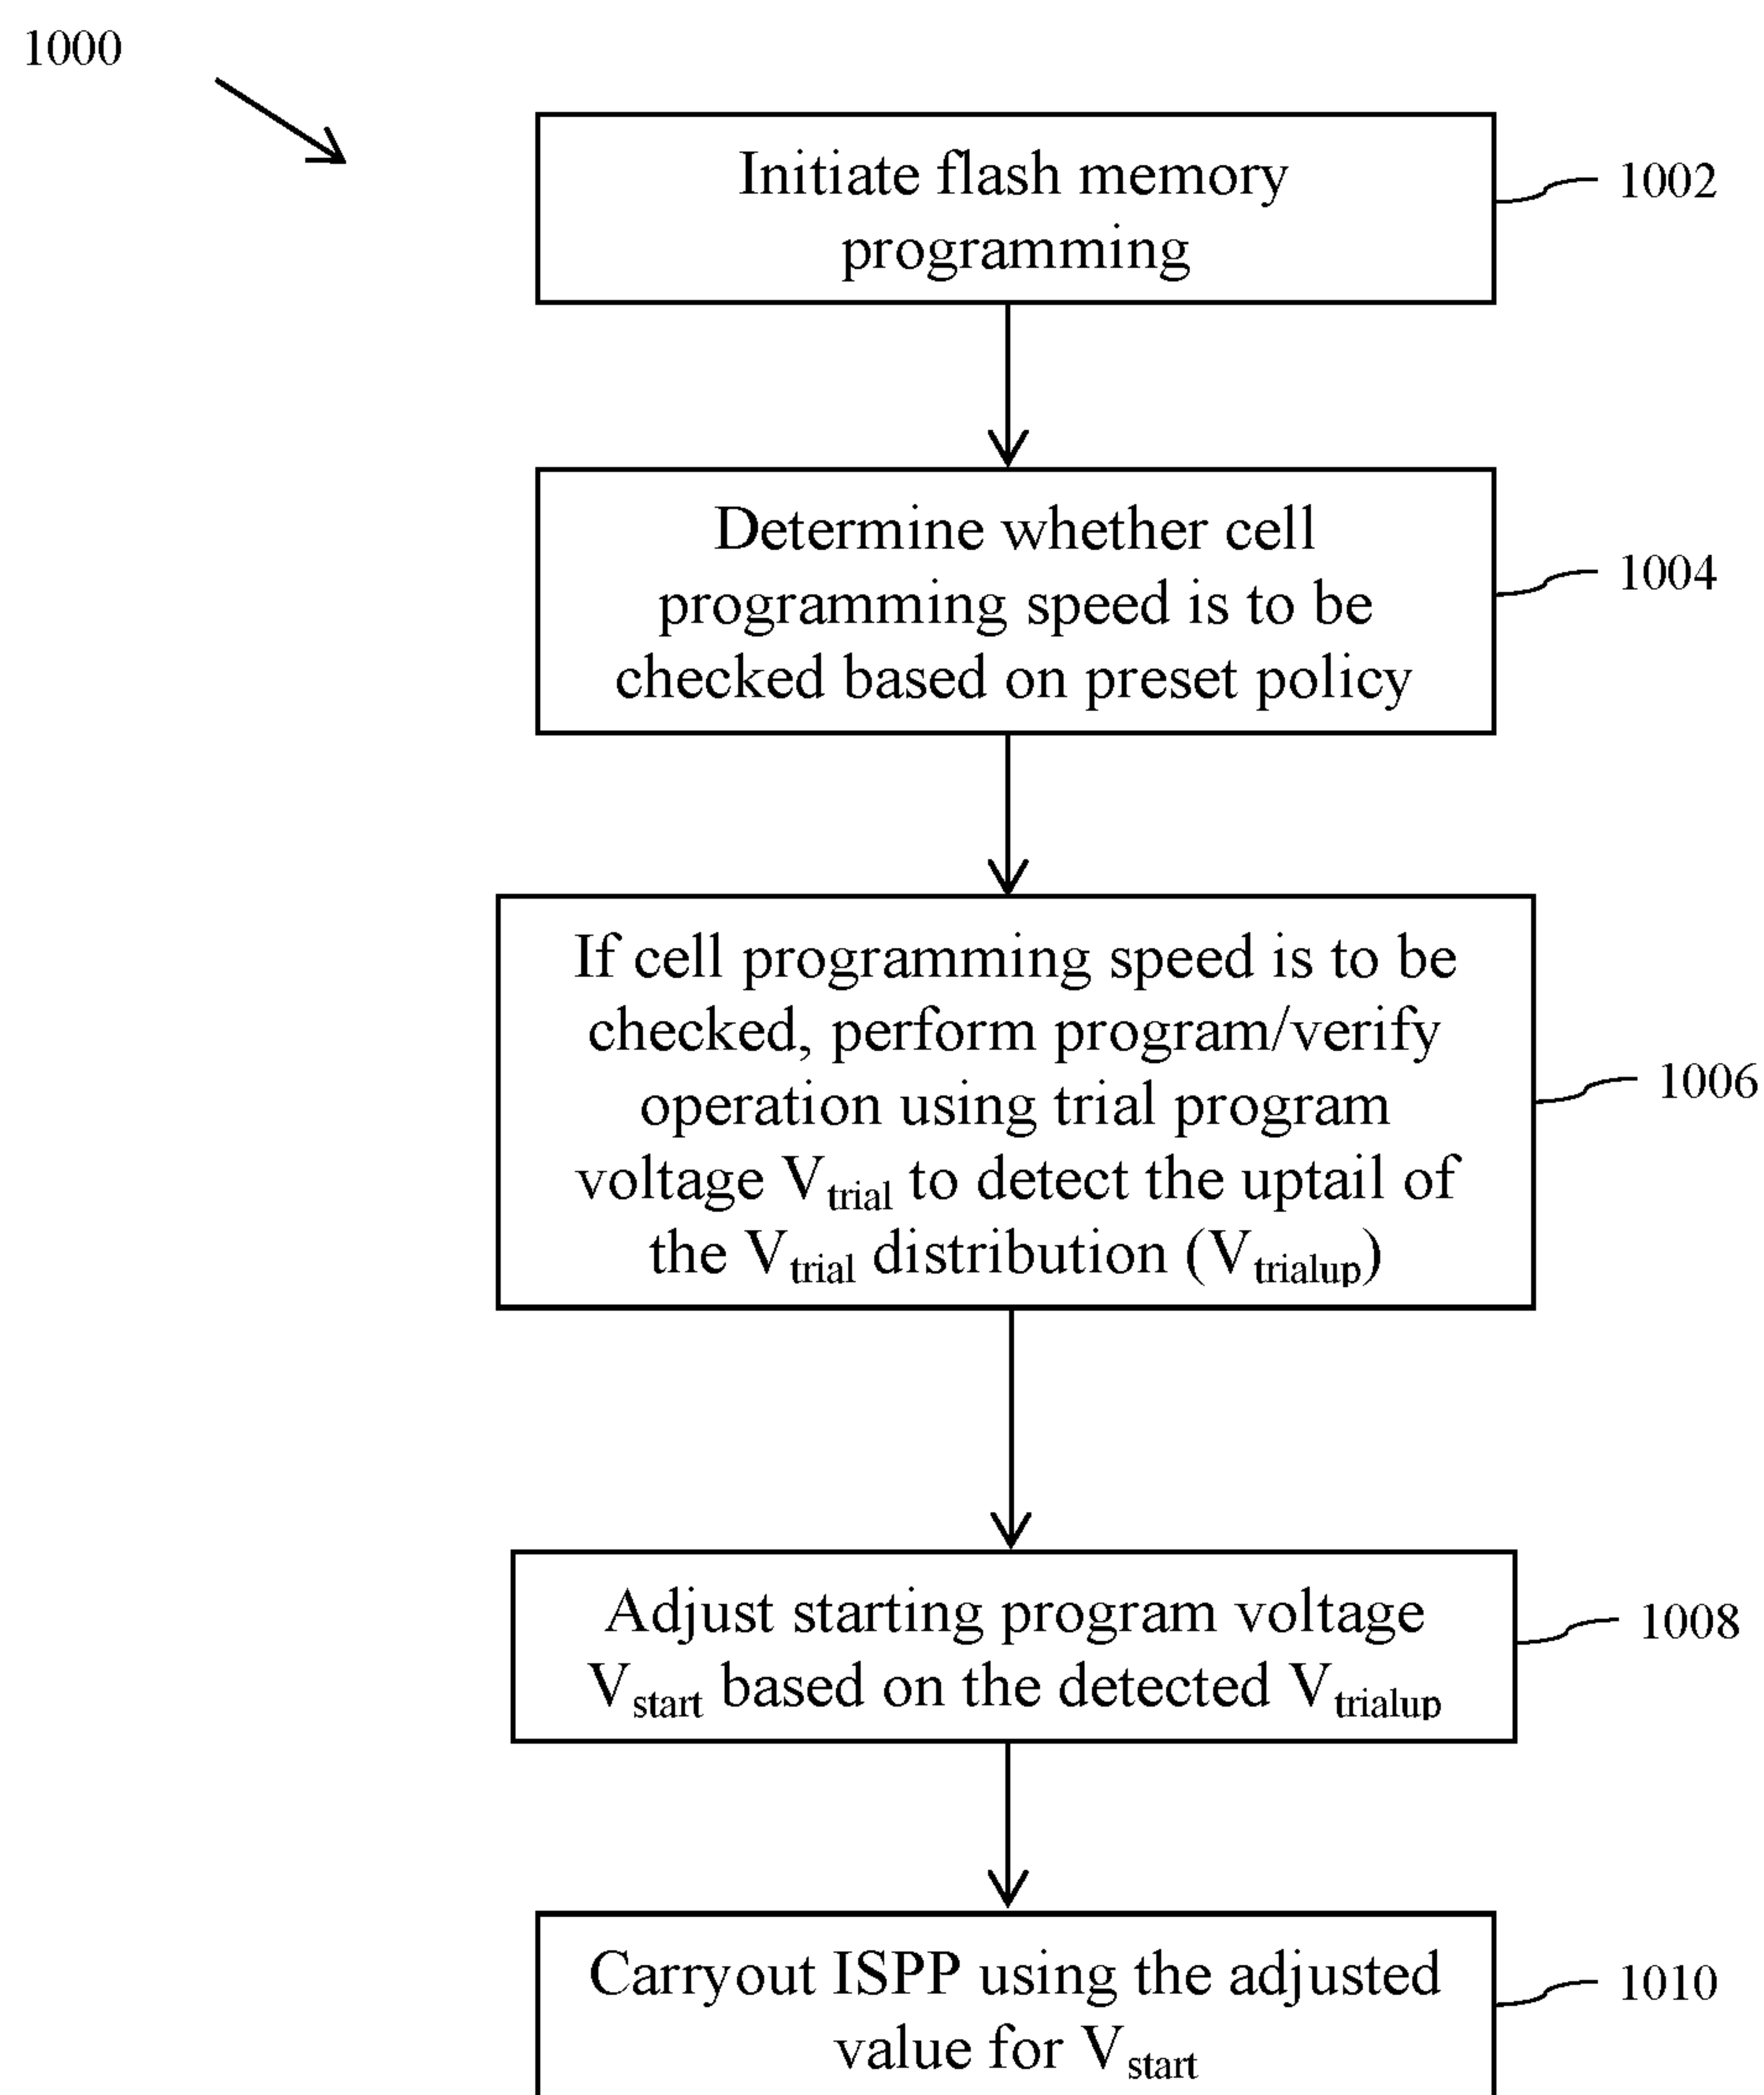 1000
Initiate flash memory
programming
1002
Determine whether cell
programming speed is to be
checked based on preset policy
1004
If cell programming speed is to be
checked, perform program/verify
operation using trial program
voltage Vtrial to detect the uptail of
the Vtrial distribution (Vtrialup)
1006
Adjust starting program voltage
Vstart based on the detected Vtrialup
1008
Carryout ISPP using the adjusted
value for Vstart
1010